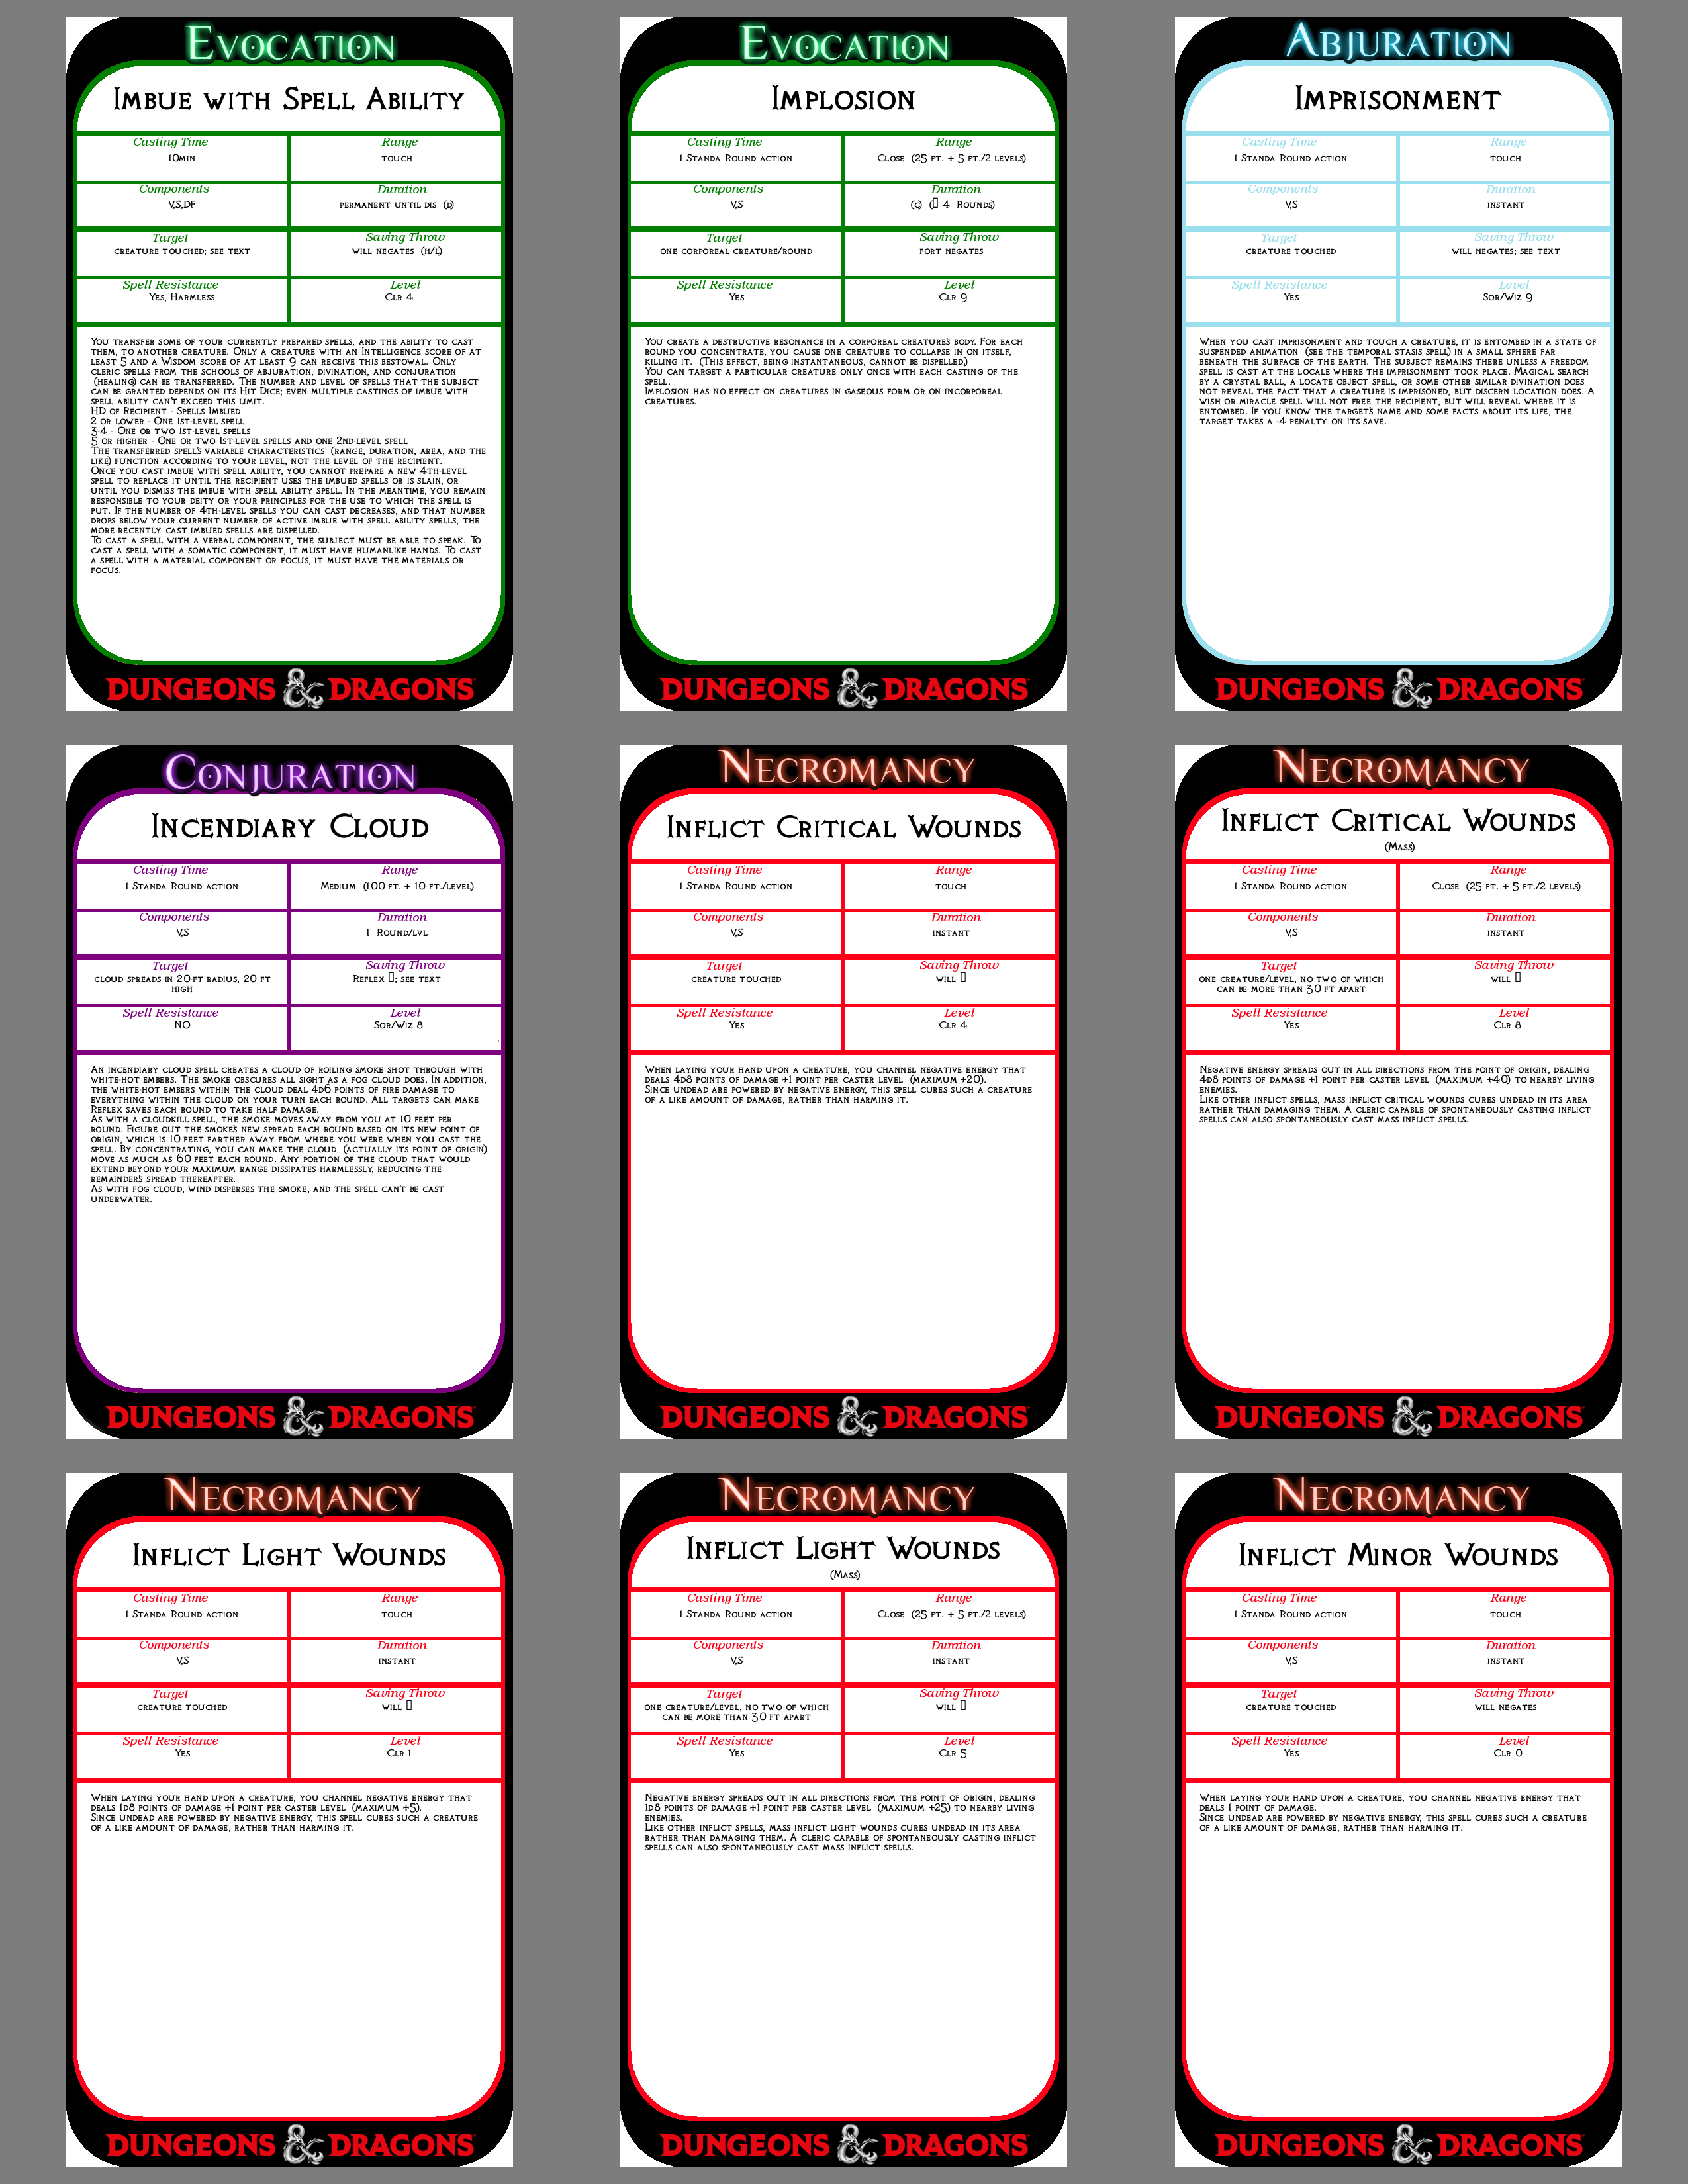 Evocation
Imbue with Spell Ability
Casting Time
Range
10min
touch
Components
Duration
V,S,DF
permanent until dis (d)
Target
Saving Throw
creature touched; see text
will negates (h/l)
Spell Resistance
Level
Yes, Harmless
Clr 4
You transfer some of your currently prepared spells, and the ability to cast
them, to another creature. Only a creature with an Intelligence score of at
least 5 and a Wisdom score of at least 9 can receive this bestowal. Only
cleric spells from the schools of abjuration, divination, and conjuration
(healing) can be transferred. The number and level of spells that the subject
can be granted depends on its Hit Dice; even multiple castings of imbue with
spell ability can't exceed this limit.
HD of Recipient - Spells Imbued
2 or lower - One 1st-level spell
3-4 - One or two 1st-level spells
5 or higher - One or two 1st-level spells and one 2nd-level spell
The transferred spell's variable characteristics (range, duration, area, and the
like) function according to your level, not the level of the recipient.
Once you cast imbue with spell ability, you cannot prepare a new 4th-level
spell to replace it until the recipient uses the imbued spells or is slain, or
until you dismiss the imbue with spell ability spell. In the meantime, you remain
responsible to your deity or your principles for the use to which the spell is
put. If the number of 4th-level spells you can cast decreases, and that number
drops below your current number of active imbue with spell ability spells, the
more recently cast imbued spells are dispelled.
To cast a spell with a verbal component, the subject must be able to speak. To
cast a spell with a somatic component, it must have humanlike hands. To cast
a spell with a material component or focus, it must have the materials or
focus.
DUNGEONS & DRAGONS
Evocation
Implosion
Casting Time
Range
1 Standa Round action
Close (25 ft. + 5 ft./2 levels)
Components
Duration
V,S
(c) (▯ 4 Rounds)
Target
Saving Throw
one corporeal creature/round
fort negates
Spell Resistance
Level
Yes
Clr 9
You create a destructive resonance in a corporeal creature's body. For each
round you concentrate, you cause one creature to collapse in on itself,
killing it. (This effect, being instantaneous, cannot be dispelled.)
You can target a particular creature only once with each casting of the
spell.
Implosion has no effect on creatures in gaseous form or on incorporeal
creatures.
DUNGEONS & DRAGONS
Abjuration
Imprisonment
Casting Time
Range
1 Standa Round action
touch
Components
Duration
V,S
instant
Target
Saving Throw
creature touched
will negates; see text
Spell Resistance
Level
Yes
Sor/Wiz 9
When you cast imprisonment and touch a creature, it is entombed in a state of
suspended animation (see the temporal stasis spell) in a small sphere far
beneath the surface of the earth. The subject remains there unless a freedom
spell is cast at the locale where the imprisonment took place. Magical search
by a crystal ball, a locate object spell, or some other similar divination does
not reveal the fact that a creature is imprisoned, but discern location does. A
wish or miracle spell will not free the recipient, but will reveal where it is
entombed. If you know the target's name and some facts about its life, the
target takes a -4 penalty on its save.
DUNGEONS & DRAGONS
Conjuration
Incendiary Cloud
Casting Time
Range
1 Standa Round action
Medium (100 ft. + 10 ft./level)
Components
Duration
V,S
1 Round/lvl
Target
Saving Throw
cloud spreads in 20-ft radius, 20 ft
high
Reflex ▯; see text
Spell Resistance
Level
NO
Sor/Wiz 8
An incendiary cloud spell creates a cloud of roiling smoke shot through with
white-hot embers. The smoke obscures all sight as a fog cloud does. In addition,
the white-hot embers within the cloud deal 4d6 points of fire damage to
everything within the cloud on your turn each round. All targets can make
Reflex saves each round to take half damage.
As with a cloudkill spell, the smoke moves away from you at 10 feet per
round. Figure out the smoke's new spread each round based on its new point of
origin, which is 10 feet farther away from where you were when you cast the
spell. By concentrating, you can make the cloud (actually its point of origin)
move as much as 60 feet each round. Any portion of the cloud that would
extend beyond your maximum range dissipates harmlessly, reducing the
remainder's spread thereafter.
As with fog cloud, wind disperses the smoke, and the spell can't be cast
underwater.
DUNGEONS & DRAGONS
Necromancy
Inflict Critical Wounds
Casting Time
Range
1 Standa Round action
touch
Components
Duration
V,S
instant
Target
Saving Throw
creature touched
will ▯
Spell Resistance
Level
Yes
Clr 4
When laying your hand upon a creature, you channel negative energy that
deals 4d8 points of damage +1 point per caster level (maximum +20).
Since undead are powered by negative energy, this spell cures such a creature
of a like amount of damage, rather than harming it.
DUNGEONS & DRAGONS
Necromancy
Inflict Critical Wounds
(Mass)
Casting Time
Range
1 Standa Round action
Close (25 ft. + 5 ft./2 levels)
Components
Duration
V,S
instant
Target
Saving Throw
one creature/level, no two of which
can be more than 30 ft apart
will ▯
Spell Resistance
Level
Yes
Clr 8
Negative energy spreads out in all directions from the point of origin, dealing
4d8 points of damage +1 point per caster level (maximum +40) to nearby living
enemies.
Like other inflict spells, mass inflict critical wounds cures undead in its area
rather than damaging them. A cleric capable of spontaneously casting inflict
spells can also spontaneously cast mass inflict spells.
DUNGEONS & DRAGONS
Necromancy
Inflict Light Wounds
Casting Time
Range
1 Standa Round action
touch
Components
Duration
V,S
instant
Target
Saving Throw
creature touched
will ▯
Spell Resistance
Level
Yes
Clr 1
When laying your hand upon a creature, you channel negative energy that
deals 1d8 points of damage +1 point per caster level (maximum +5).
Since undead are powered by negative energy, this spell cures such a creature
of a like amount of damage, rather than harming it.
DUNGEONS & DRAGONS
Necromancy
Inflict Light Wounds
(Mass)
Casting Time
Range
1 Standa Round action
Close (25 ft. + 5 ft./2 levels)
Components
Duration
V,S
instant
Target
Saving Throw
one creature/level, no two of which
can be more than 30 ft apart
will ▯
Spell Resistance
Level
Yes
Clr 5
Negative energy spreads out in all directions from the point of origin, dealing
1d8 points of damage +1 point per caster level (maximum +25) to nearby living
enemies.
Like other inflict spells, mass inflict light wounds cures undead in its area
rather than damaging them. A cleric capable of spontaneously casting inflict
spells can also spontaneously cast mass inflict spells.
DUNGEONS & DRAGONS
Necromancy
Inflict Minor Wounds
Casting Time
Range
1 Standa Round action
touch
Components
Duration
V,S
instant
Target
Saving Throw
creature touched
will negates
Spell Resistance
Level
Yes
Clr 0
When laying your hand upon a creature, you channel negative energy that
deals 1 point of damage.
Since undead are powered by negative energy, this spell cures such a creature
of a like amount of damage, rather than harming it.
DUNGEONS & DRAGONS